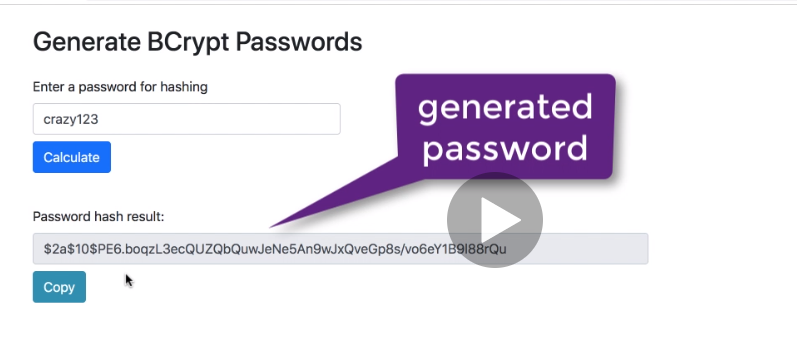 Generate BCrypt Passwords
Enter a password for hashing
crazy123
Calculate
generated
password
Password hash result:
$2a$10$PE6.boqzL3ecQUZQbQuwJeNe5An9wJxQveGp8s/vo6eY1B9l88rQu
Copy